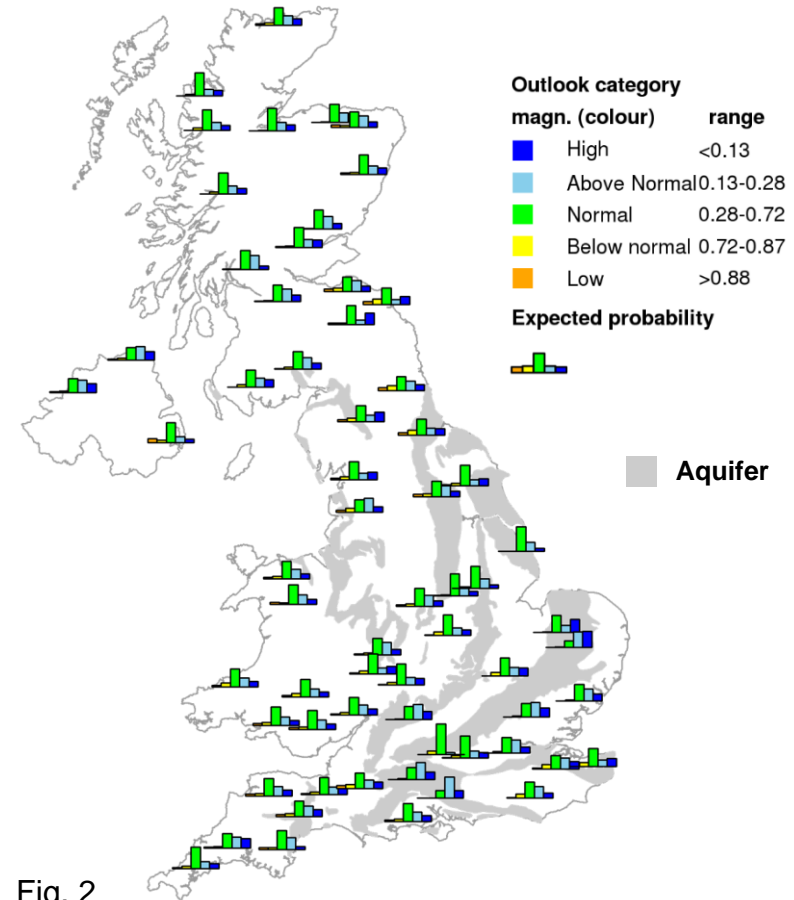 Outlook category
magn. (colour) range
High <0.13
Above Normal 0.13-0.28
Normal 0.28-0.72
Below normal 0.72-0.87
Low >0.88
Expected probability
Aquifer
Fig. 2